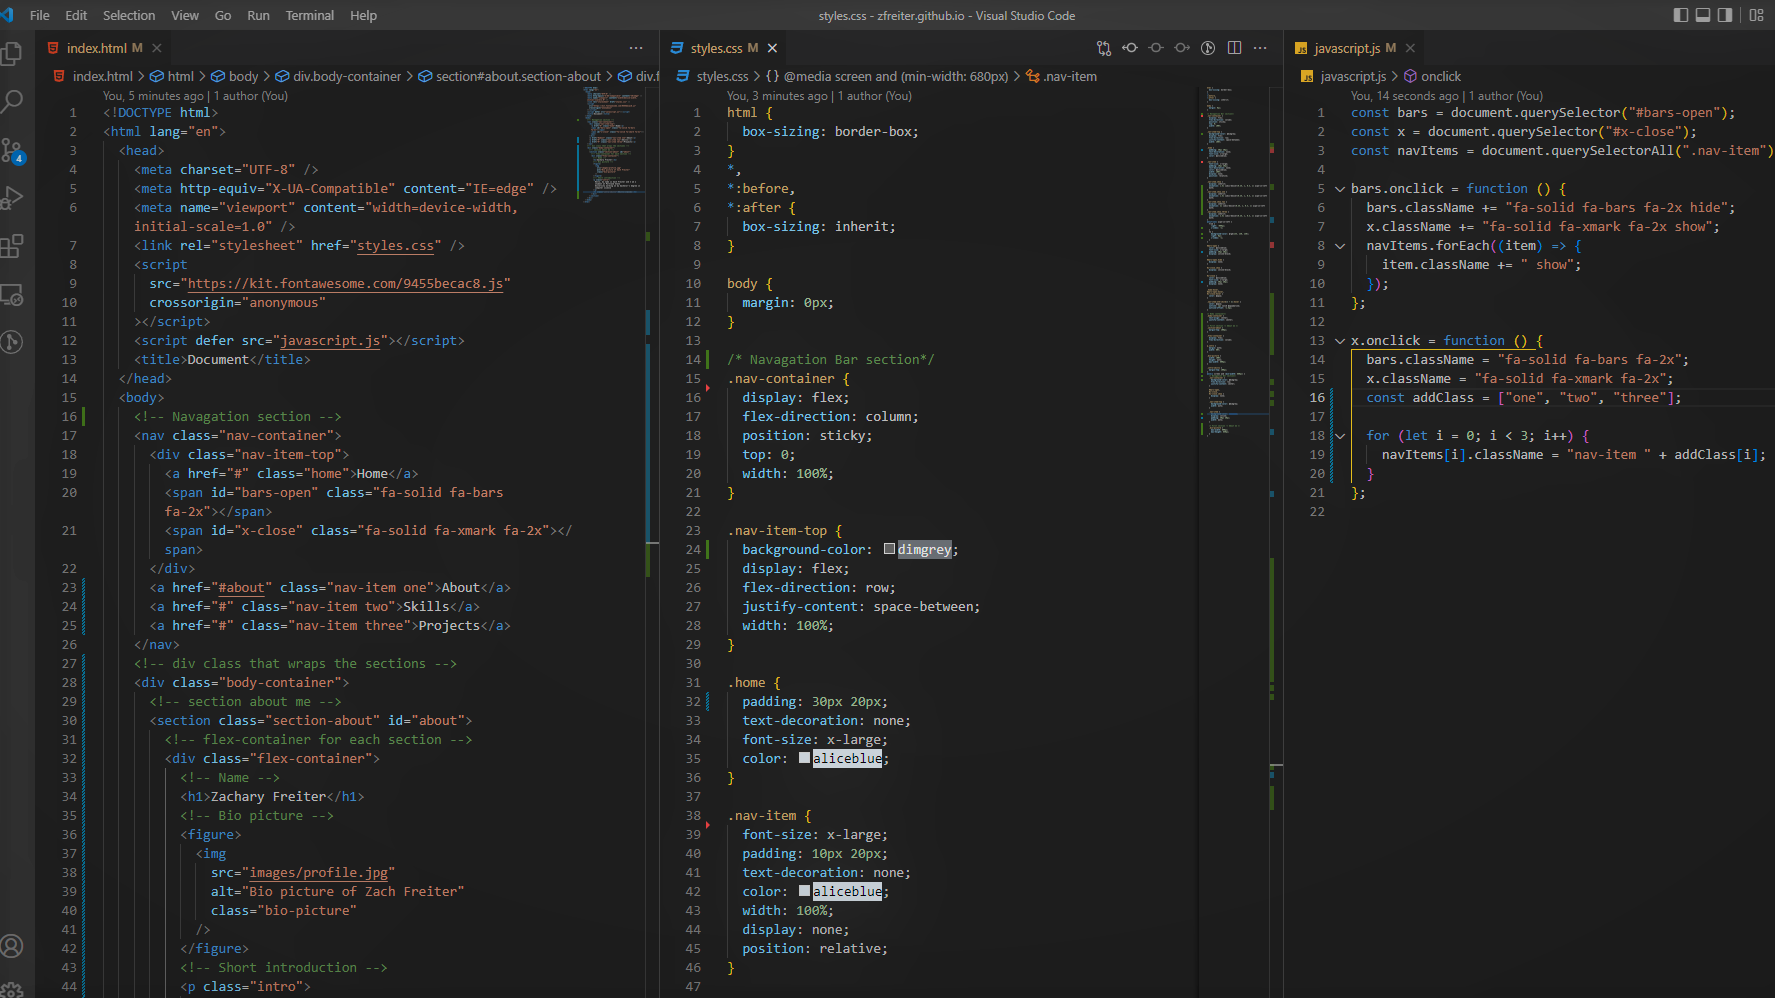 File Edit Selection View Go Run Terminal Help
styles.css - zfreiter.github.io - Visual Studio Code
index.html M
index.html > html > body > div.body-container > section#about.section-about > div.f
You, 5 minutes ago | 1 author (You)
1 <!DOCTYPE html>
2 <html lang="en">
3 <head>
4 <meta charset="UTF-8" />
5 <meta http-equiv="X-UA-Compatible" content="IE=edge" />
6 <meta name="viewport" content="width=device-width,
initial-scale=1.0" />
7 <link rel="stylesheet" href="styles.css" />
8 <script
9 src="https://kit.fontawesome.com/9455becac8.js"
10 crossorigin="anonymous"
11 ></script>
12 <script defer src="javascript.js"></script>
13 <title>Document</title>
14 </head>
15 <body>
16 <!-- Navagation section -->
17 <nav class="nav-container">
18 <div class="nav-item-top">
19 <a href="#" class="home">Home</a>
20 <span id="bars-open" class="fa-solid fa-bars
fa-2x"></span>
21 <span id="x-close" class="fa-solid fa-xmark fa-2x"></
span>
22 </div>
23 <a href="#about" class="nav-item one">About</a>
24 <a href="#" class="nav-item two">Skills</a>
25 <a href="#" class="nav-item three">Projects</a>
26 </nav>
27 <!-- div class that wraps the sections -->
28 <div class="body-container">
29 <!-- section about me -->
30 <section class="section-about" id="about">
31 <!-- flex-container for each section -->
32 <div class="flex-container">
33 <!-- Name -->
34 <h1>Zachary Freiter</h1>
35 <!-- Bio picture -->
36 <figure>
37 <img
38 src="images/profile.jpg"
39 alt="Bio picture of Zach Freiter"
40 class="bio-picture"
41 />
42 </figure>
43 <!-- Short introduction -->
44 <p class="intro">
4
styles.css M
styles.css > {} @media screen and (min-width: 680px) > .nav-item
You, 3 minutes ago | 1 author (You)
1 html {
2 box-sizing: border-box;
3 }
4 *,
5 *:before,
6 *:after {
7 box-sizing: inherit;
8 }
9
10 body {
11 margin: 0px;
12 }
13
14 /* Navagation Bar section*/
15 .nav-container {
16 display: flex;
17 flex-direction: column;
18 position: sticky;
19 top: 0;
20 width: 100%;
21 }
22
23 .nav-item-top {
24 background-color: dimgrey;
25 display: flex;
26 flex-direction: row;
27 justify-content: space-between;
28 width: 100%;
29 }
30
31 .home {
32 padding: 30px 20px;
33 text-decoration: none;
34 font-size: x-large;
35 color: aliceblue;
36 }
37
38 .nav-item {
39 font-size: x-large;
40 padding: 10px 20px;
41 text-decoration: none;
42 color: aliceblue;
43 width: 100%;
44 display: none;
45 position: relative;
46 }
47
JS javascript.js M
JS javascript.js > onclick
You, 14 seconds ago | 1 author (You)
1 const bars = document.querySelector("#bars-open");
2 const x = document.querySelector("#x-close");
3 const navItems = document.querySelectorAll(".nav-item")
4
5 bars.onclick = function () {
6 bars.className += "fa-solid fa-bars fa-2x hide";
7 x.className += "fa-solid fa-xmark fa-2x show";
8 navItems.forEach((item) => {
9 item.className += " show";
10 });
11 };
12
13 x.onclick = function () {
14 bars.className = "fa-solid fa-bars fa-2x";
15 x.className = "fa-solid fa-xmark fa-2x";
16 const addClass = ["one", "two", "three"];
17
18 for (let i = 0; i < 3; i++) {
19 navItems[i].className = "nav-item " + addClass[i];
20 }
21 };
22